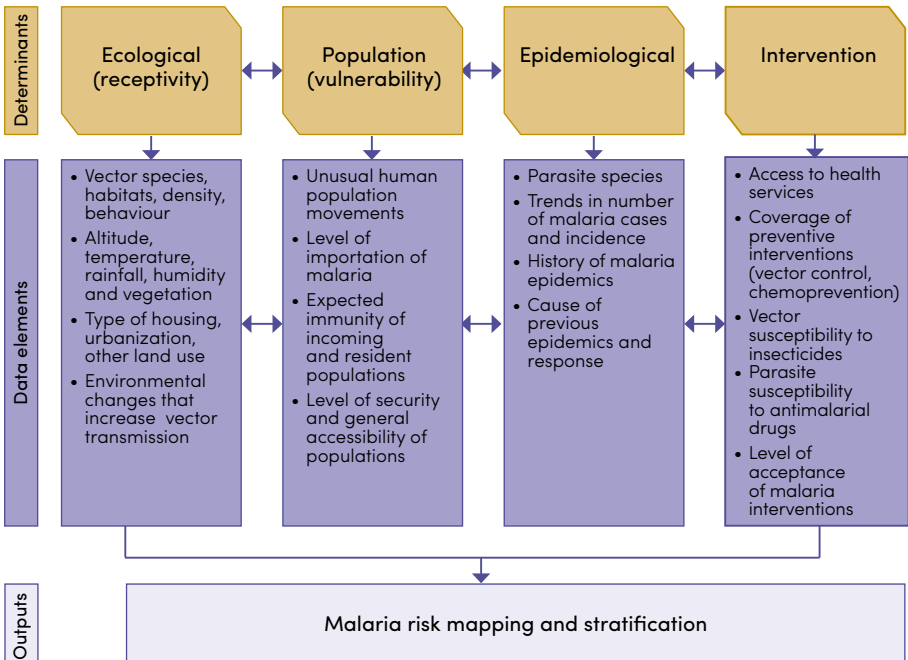 Determinants
Ecological
(receptivity)
Population
(vulnerability)
Epidemiological
Intervention
Data elements
• Vector species,
habitats, density,
behaviour
• Altitude,
temperature,
rainfall, humidity
and vegetation
• Type of housing,
urbanization,
other land use
• Environmental
changes that
increase vector
transmission
• Unusual human
population
movements
• Level of
importation of
malaria
• Expected
immunity of
incoming
and resident
populations
• Level of security
and general
accessibility of
populations
• Parasite species
• Trends in number
of malaria cases
and incidence
• History of malaria
epidemics
• Cause of
previous
epidemics and
response
• Access to health
services
• Coverage of
preventive
interventions
(vector control,
chemoprevention)
• Vector
susceptibility to
insecticides
• Parasite
susceptibility
to antimalarial
drugs
• Level of
acceptance
of malaria
interventions
Outputs
Malaria risk mapping and stratification